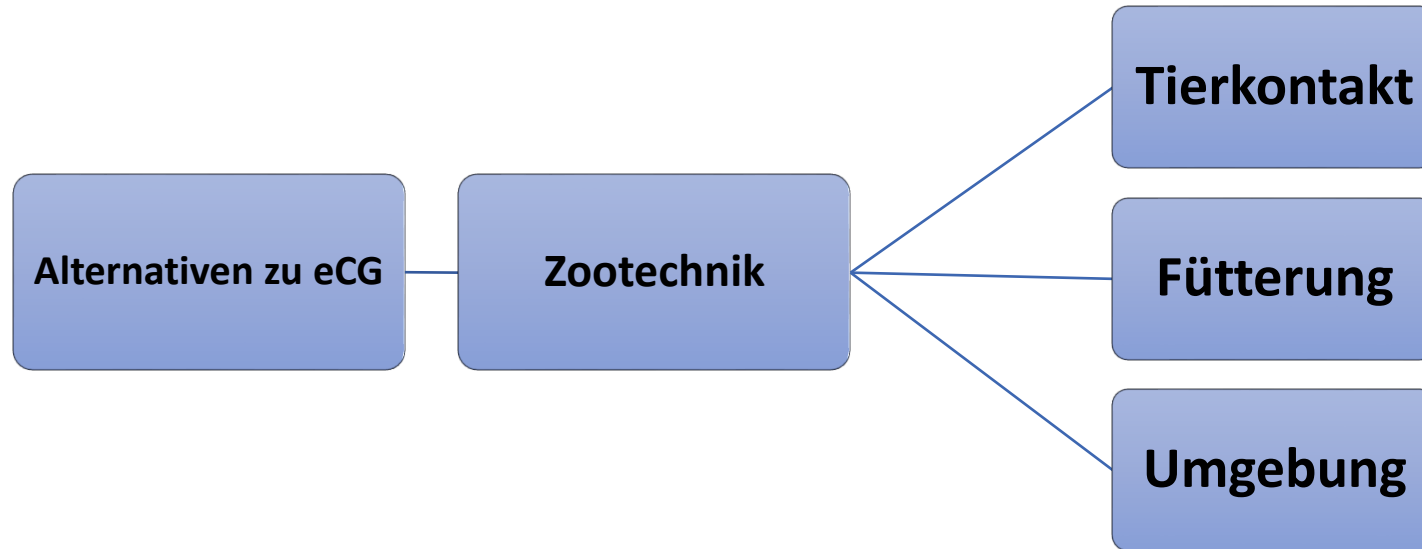 Alternativen zu eCG
Zootechnik
Tierkontakt
Fütterung
Umgebung